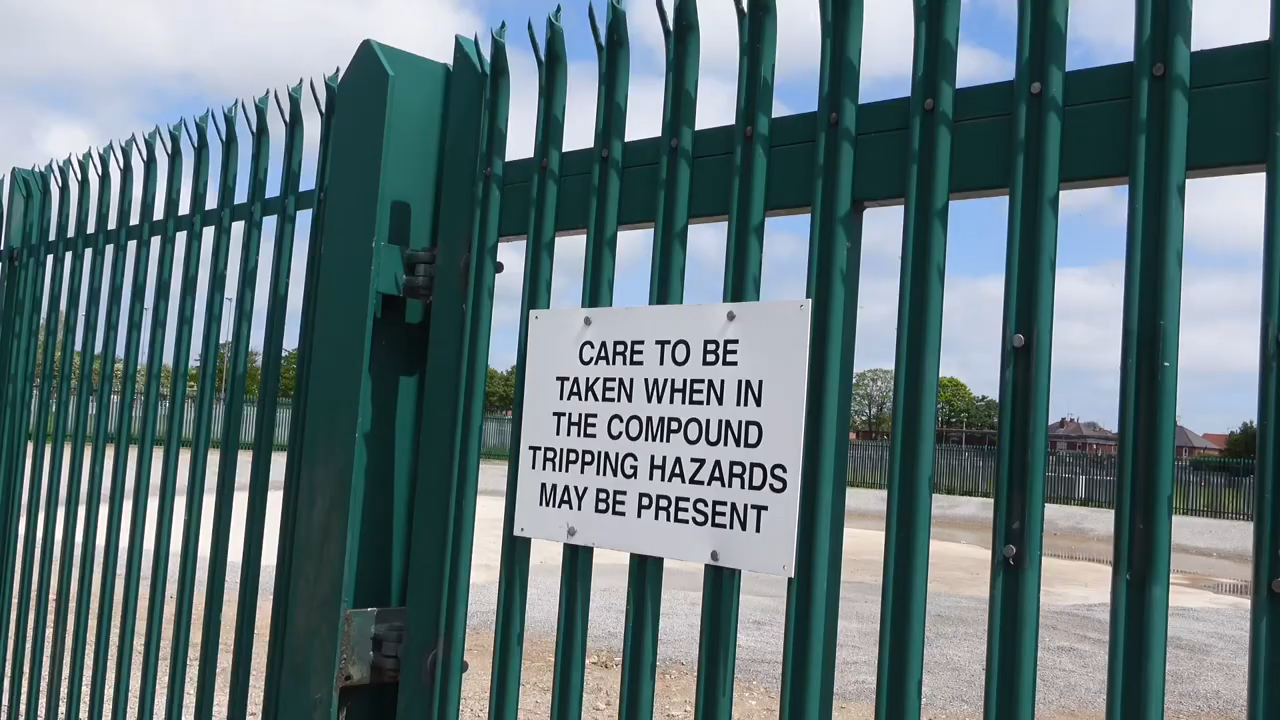 CARE TO BE
TAKEN WHEN IN
THE COMPOUND
TRIPPING HAZARDS
MAY BE PRESENT